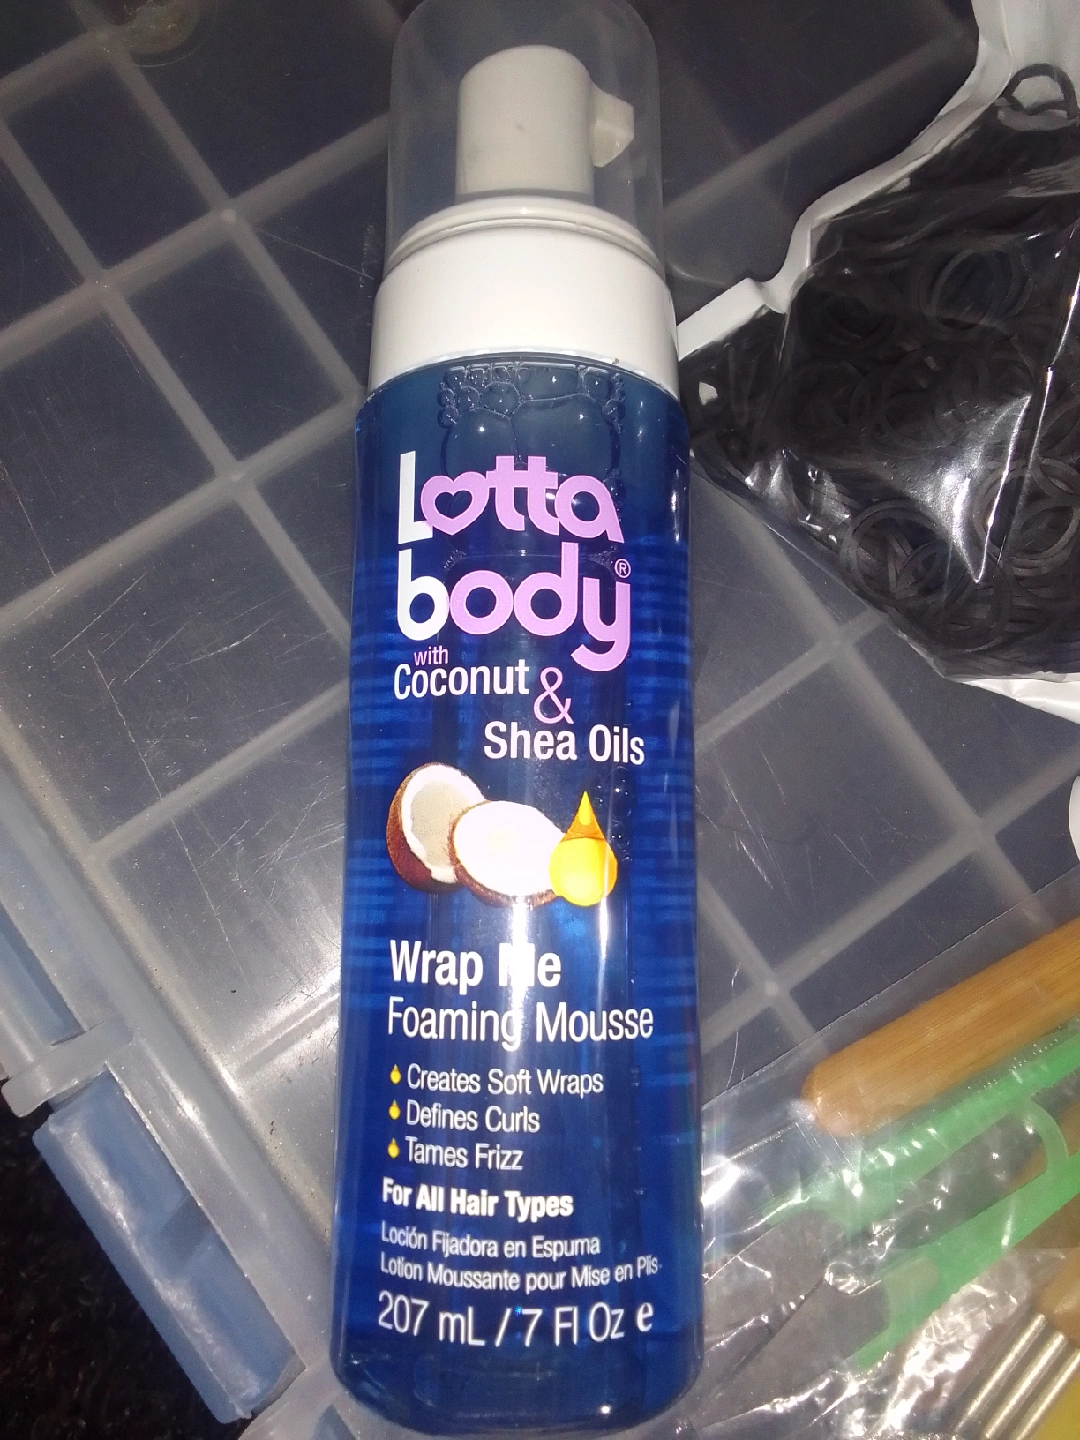 Lotta
body®
with
Coconut &
Shea Oils
Wrap Me
Foaming Mousse
Creates Soft Wraps
Defines Curls
Tames Frizz
For All Hair Types
Loción Fijadora en Espuma
Lotion Moussante pour Mise en Plis
207 mL / 7 Fl Oz e